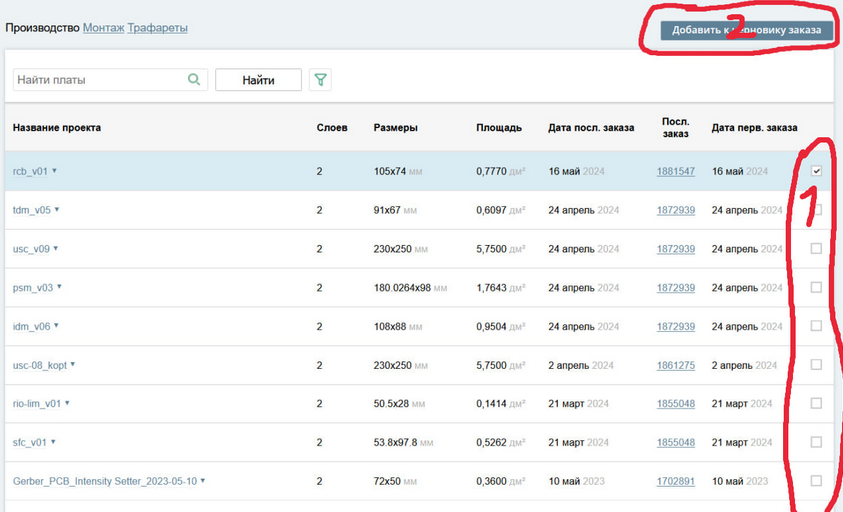 Производство Монтаж Трафареты
Добавить к черновику заказа
2
Найти платы
Найти
Название проекта Слоев Размеры Площадь Дата посл. заказа Посл. заказ Дата перв. заказа
rcb_v01 2 105x74 мм 0,7770 дм² 16 май 2024 1881547 16 май 2024
1
tdm_v05 2 91x67 мм 0,6097 дм² 24 апрель 2024 1872939 24 апрель 2024
usc_v09 2 230x250 мм 5,7500 дм² 24 апрель 2024 1872939 24 апрель 2024
psm_v03 2 180.0264x98 мм 1,7643 дм² 24 апрель 2024 1872939 24 апрель 2024
idm_v06 2 108x88 мм 0,9504 дм² 24 апрель 2024 1872939 24 апрель 2024
usc-08_kopt 2 230x250 мм 5,7500 дм² 2 апрель 2024 1861275 2 апрель 2024
rio-lim_v01 2 50.5x28 мм 0,1414 дм² 21 март 2024 1855048 21 март 2024
sfc_v01 2 53.8x97.8 мм 0,5262 дм² 21 март 2024 1855048 21 март 2024
Gerber_PCB_Intensity Setter_2023-05-10 2 72x50 мм 0,3600 дм² 10 май 2023 1702891 10 май 2023